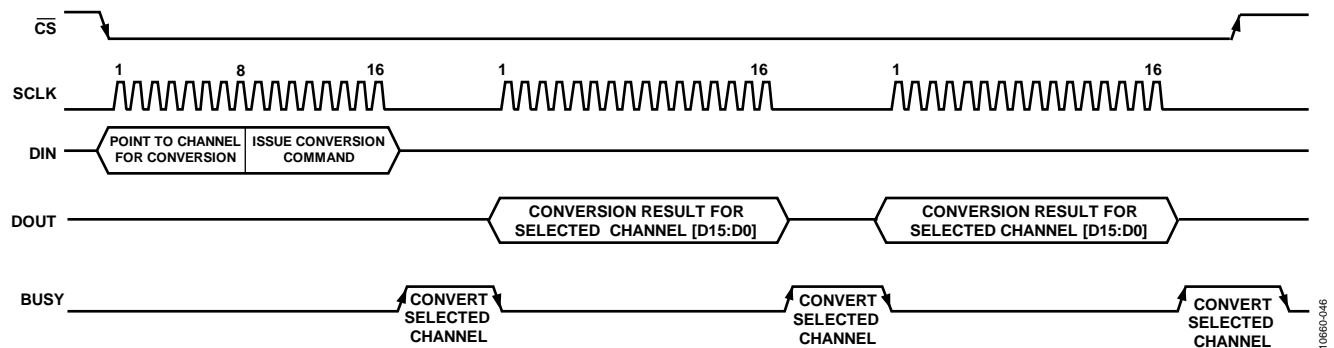 CS
SCLK
1
8
16
1
16
1
16
DIN
POINT TO CHANNEL
FOR CONVERSION
ISSUE CONVERSION
COMMAND
DOUT
CONVERSION RESULT FOR
SELECTED CHANNEL [D15:D0]
CONVERSION RESULT FOR
SELECTED CHANNEL [D15:D0]
BUSY
CONVERT
SELECTED
CHANNEL
CONVERT
SELECTED
CHANNEL
CONVERT
SELECTED
CHANNEL
10660-046